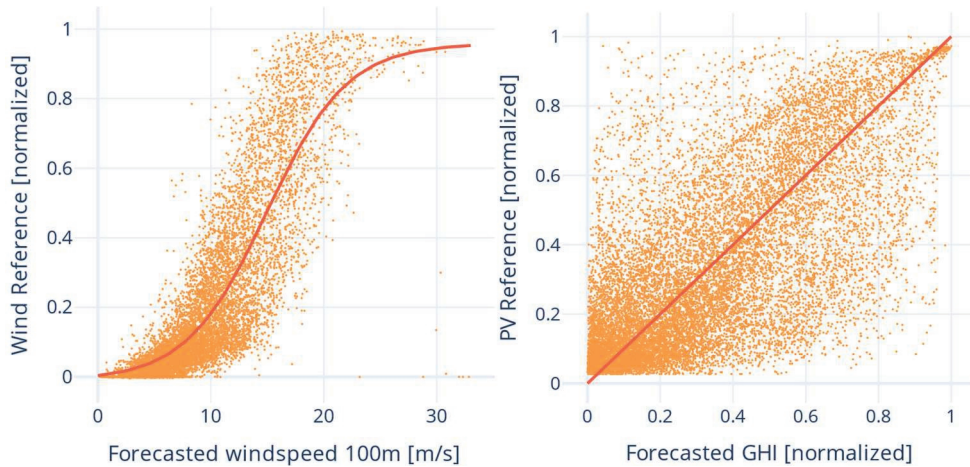 Wind Reference [normalized]
1
0.8
0.6
0.4
0.2
0
0 10 20 30
Forecasted windspeed 100m [m/s]
PV Reference [normalized]
1
0.8
0.6
0.4
0.2
0
0 0.2 0.4 0.6 0.8 1
Forecasted GHI [normalized]